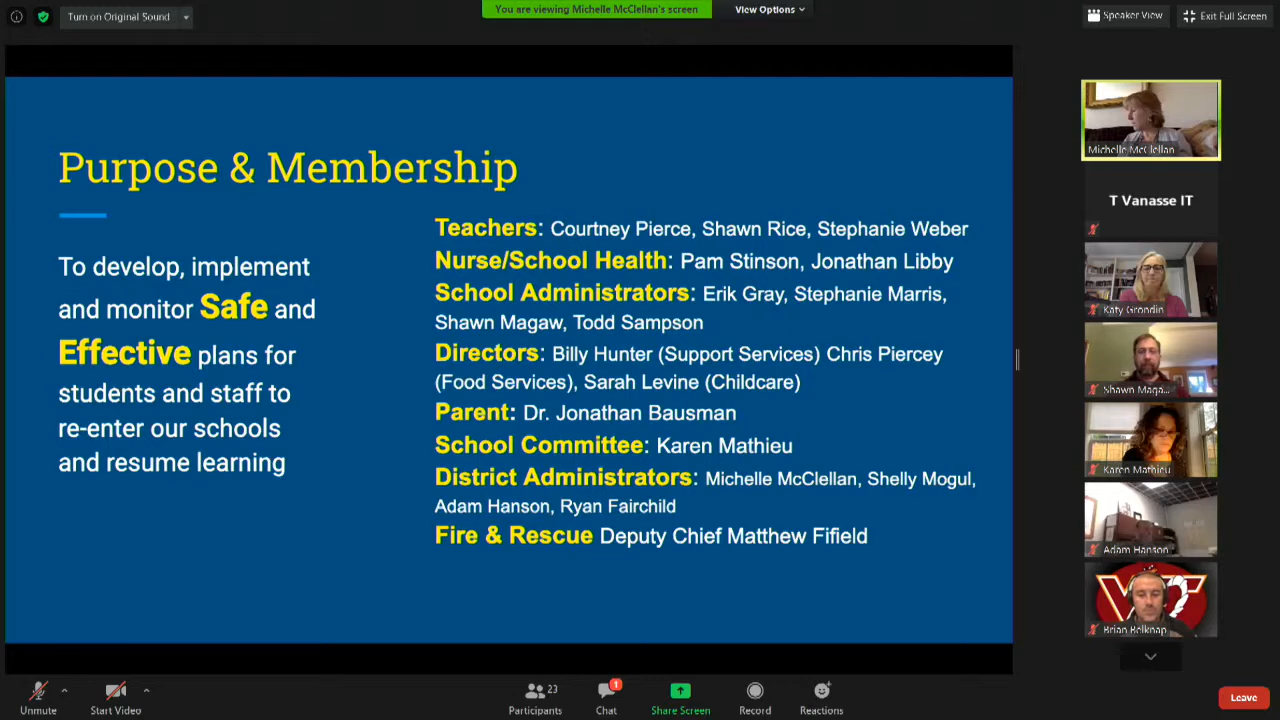 Turn on Original Sound
You are viewing Michelle McClellan's screen
View Options
Speaker View
Exit Full Screen
Purpose & Membership
To develop, implement
and monitor Safe and
Effective plans for
students and staff to
re-enter our schools
and resume learning
Teachers: Courtney Pierce, Shawn Rice, Stephanie Weber
Nurse/School Health: Pam Stinson, Jonathan Libby
School Administrators: Erik Gray, Stephanie Marris,
Shawn Magaw, Todd Sampson
Directors: Billy Hunter (Support Services) Chris Piercey
(Food Services), Sarah Levine (Childcare)
Parent: Dr. Jonathan Bausman
School Committee: Karen Mathieu
District Administrators: Michelle McClellan, Shelly Mogul,
Adam Hanson, Ryan Fairchild
Fire & Rescue Deputy Chief Matthew Fifield
Michelle McClellan
T Vanasse IT
Katy Grondin
Shawn Maga...
Karen Mathieu
Adam Hanson
VT
Brian Belknap
Unmute
Start Video
23
Participants
1
Chat
Share Screen
Record
Reactions
Leave